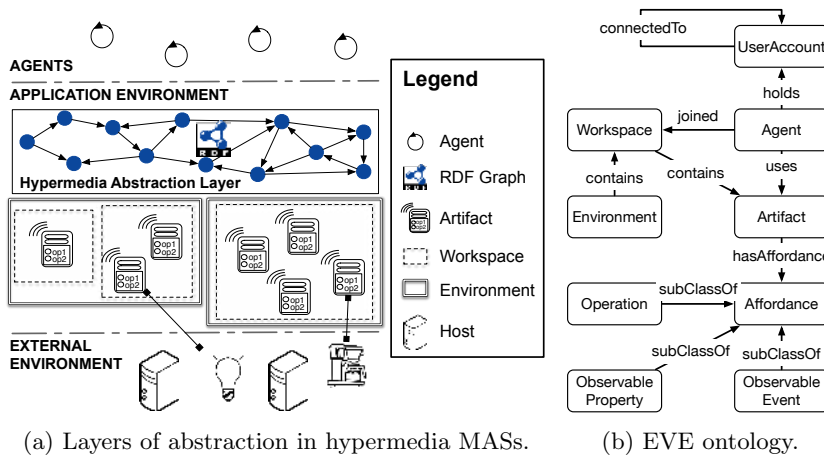 AGENTS
APPLICATION ENVIRONMENT
RDF
Hypermedia Abstraction Layer
op1
op2
op1
op2
op1
op2
op1
op2
op1
op2
op1
op2
op1
op2
EXTERNAL
ENVIRONMENT
Legend
Agent
RDF
RDF Graph
op1
op2
Artifact
Workspace
Environment
Host
(a) Layers of abstraction in hypermedia MASs.
connectedTo
UserAccount
holds
Workspace
joined
Agent
contains
contains
uses
Environment
Artifact
hasAffordance
Operation
subClassOf
Affordance
subClassOf
subClassOf
Observable
Property
Observable
Event
(b) EVE ontology.